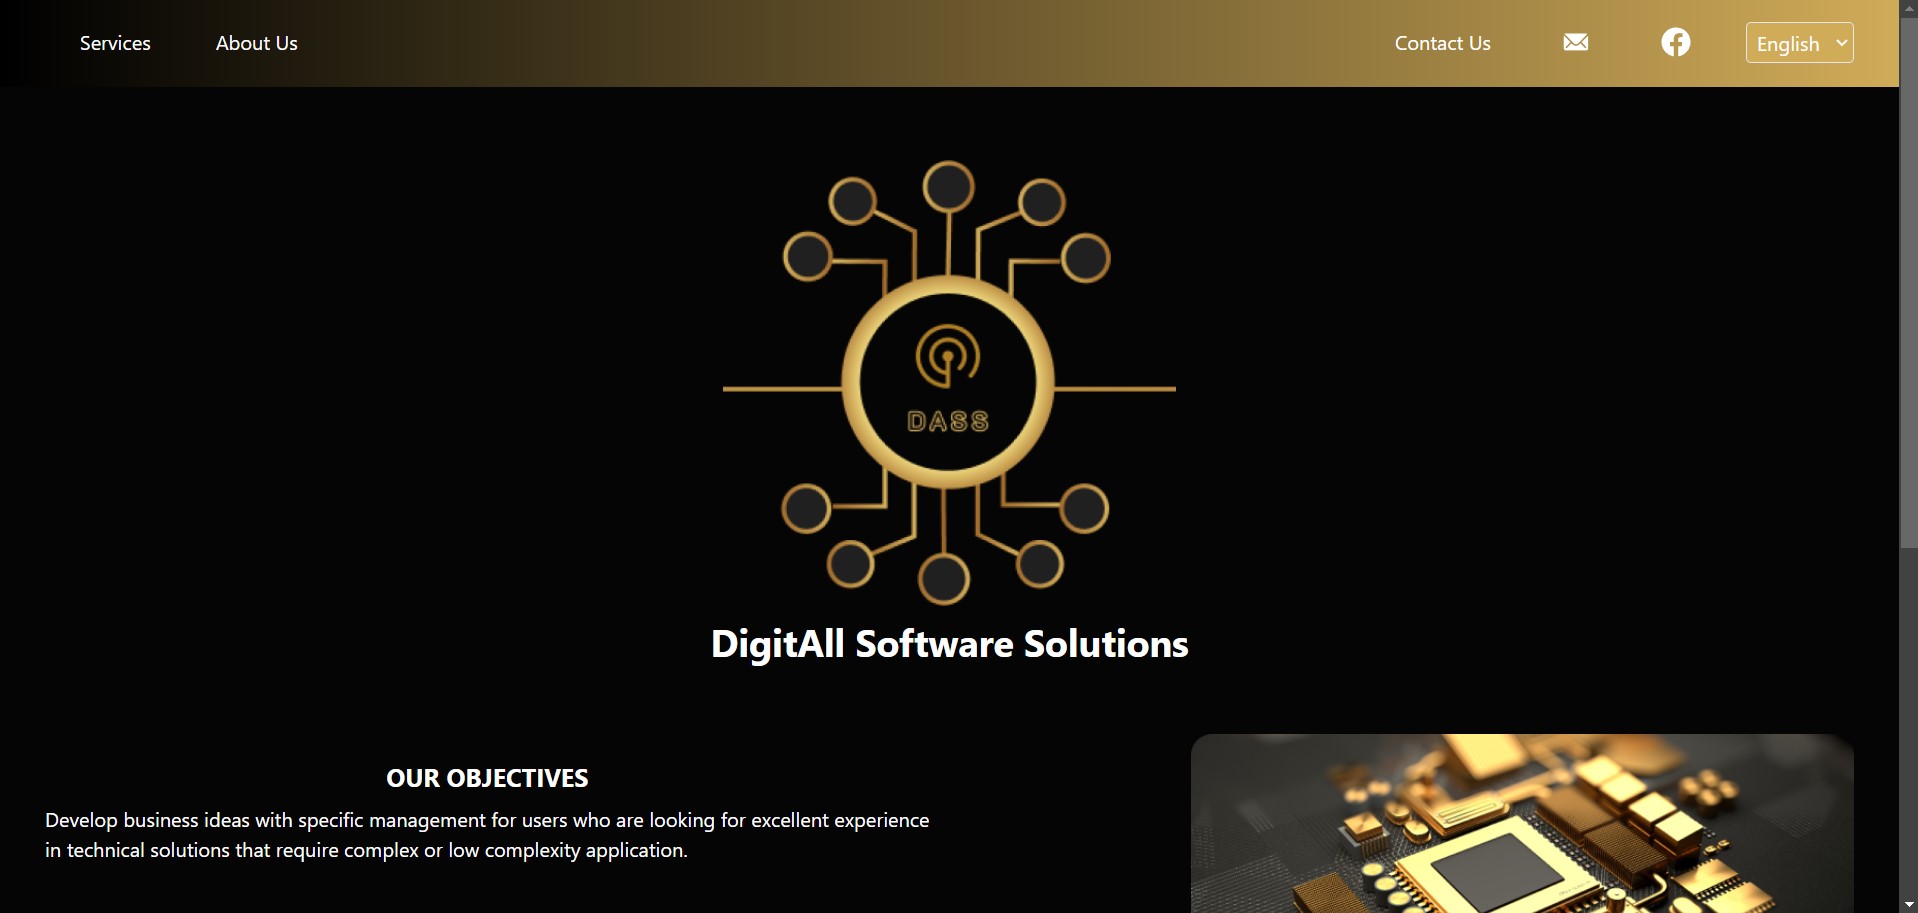 Services
About Us
Contact Us
English
DASS
DigitAll Software Solutions
OUR OBJECTIVES
Develop business ideas with specific management for users who are looking for excellent experience
in technical solutions that require complex or low complexity application.